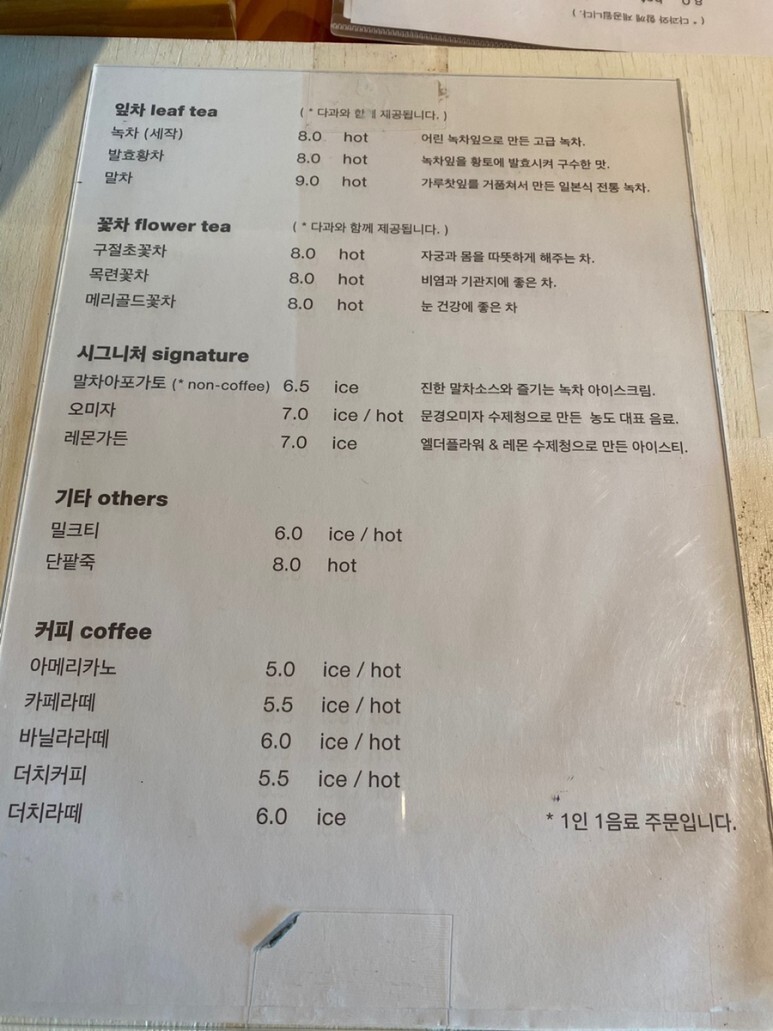 8.0 hot
( * 다과와 함께 제공됩니다. )
잎차 leaf tea ( * 다과와 함께 제공됩니다. )
녹차 (세작) 8.0 hot 어린 녹차잎으로 만든 고급 녹차.
발효황차 8.0 hot 녹차잎을 황토에 발효시켜 구수한 맛.
말차 9.0 hot 가루찻잎를 거품쳐서 만든 일본식 전통 녹차.
꽃차 flower tea ( * 다과와 함께 제공됩니다. )
구절초꽃차 8.0 hot 자궁과 몸을 따뜻하게 해주는 차.
목련꽃차 8.0 hot 비염과 기관지에 좋은 차.
메리골드꽃차 8.0 hot 눈 건강에 좋은 차
시그니처 signature
말차아포가토 (* non-coffee) 6.5 ice 진한 말차소스와 즐기는 녹차 아이스크림.
오미자 7.0 ice / hot 문경오미자 수제청으로 만든 농도 대표 음료.
레몬가든 7.0 ice 엘더플라워 & 레몬 수제청으로 만든 아이스티.
기타 others
밀크티 6.0 ice / hot
단팥죽 8.0 hot
커피 coffee
아메리카노 5.0 ice / hot
카페라떼 5.5 ice / hot
바닐라라떼 6.0 ice / hot
더치커피 5.5 ice / hot
더치라떼 6.0 ice * 1인 1음료 주문입니다.